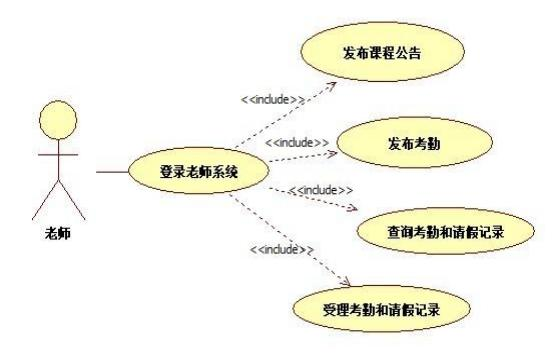 发布课程公告
<<include>>
<<include>>
发布考勤
登录老师系统
<<include>>
老师
查询考勤和请假记录
<<include>>
受理考勤和请假记录